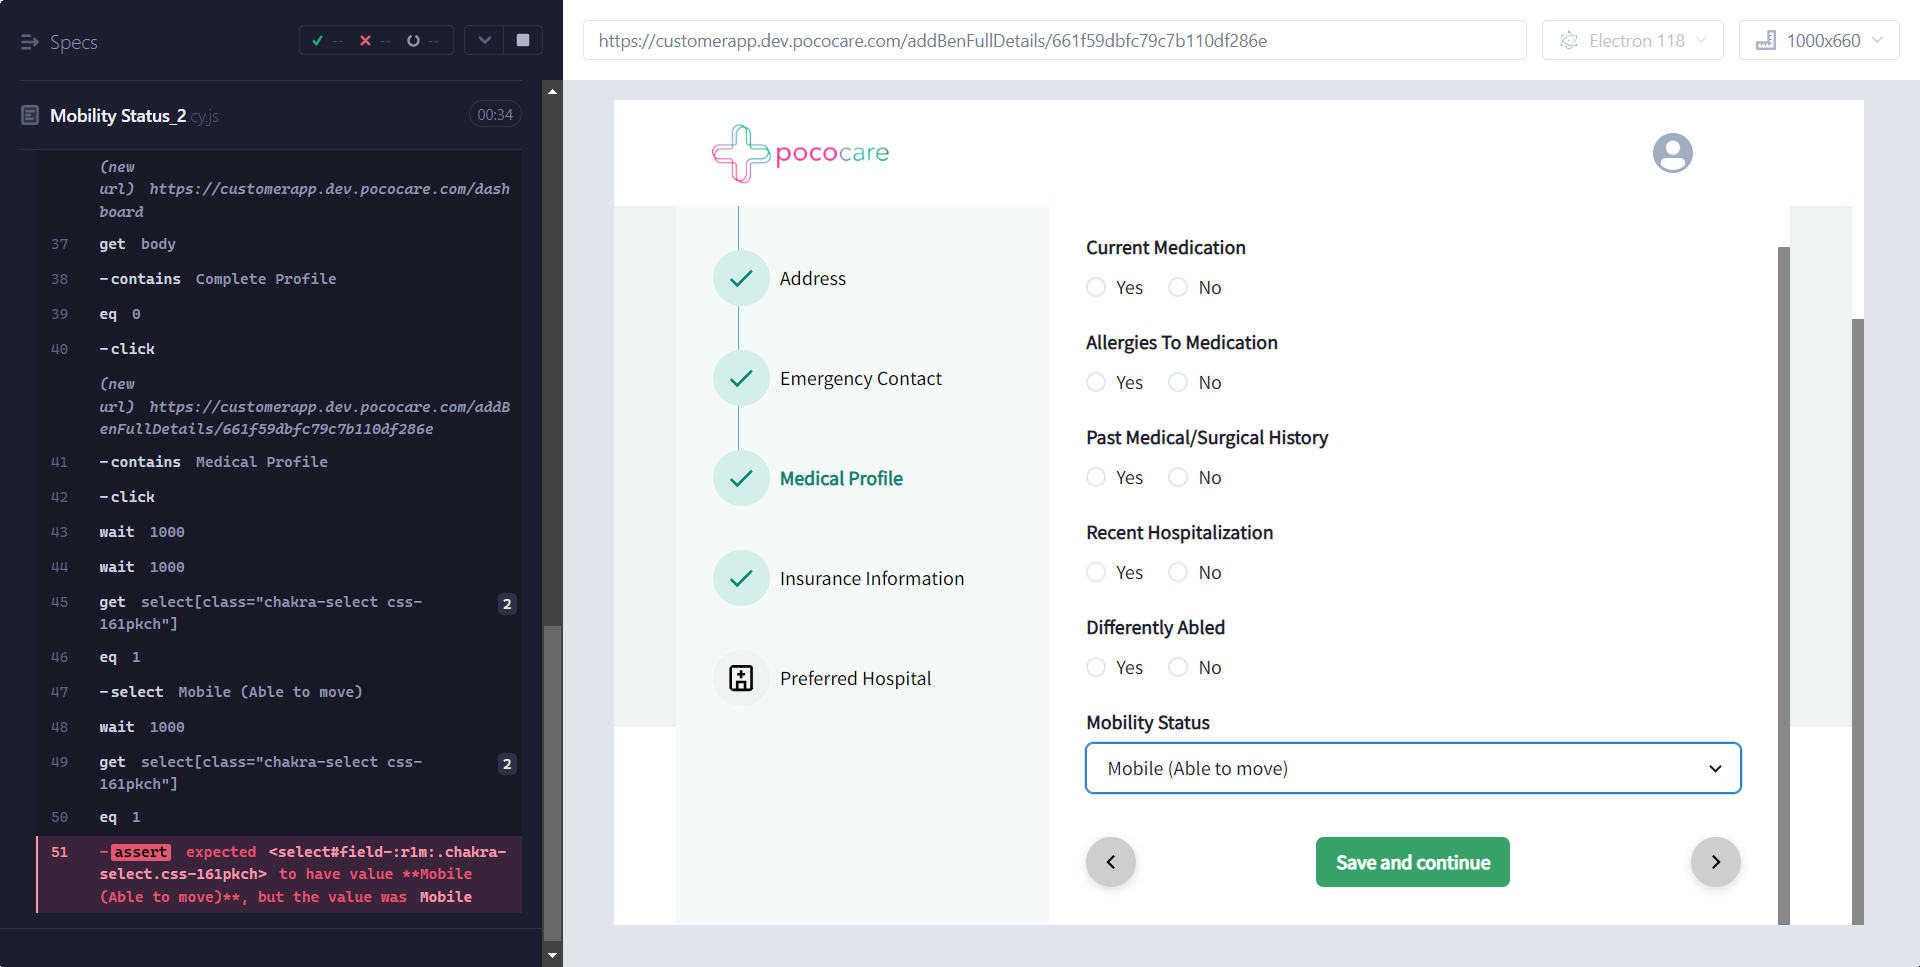 Specs
-- -- --
Mobility Status_2.cy.js
00:34
(new
url) https://customerapp.dev.pococare.com/dash
board
37 get body
38 -contains Complete Profile
39 eq 0
40 -click
(new
url) https://customerapp.dev.pococare.com/addB
enFullDetails/661f59dbfc79c7b110df286e
41 -contains Medical Profile
42 -click
43 wait 1000
44 wait 1000
45 get select[class="chakra-select css- 2
161pkch"]
46 eq 1
47 -select Mobile (Able to move)
48 wait 1000
49 get select[class="chakra-select css- 2
161pkch"]
50 eq 1
51 -assert expected <select#field-:r1m:.chakra-
select.css-161pkch> to have value **Mobile
(Able to move)**, but the value was Mobile
https://customerapp.dev.pococare.com/addBenFullDetails/661f59dbfc79c7b110df286e
Electron 118
1000x660
pococare
Address
Emergency Contact
Medical Profile
Insurance Information
Preferred Hospital
Current Medication
Yes No
Allergies To Medication
Yes No
Past Medical/Surgical History
Yes No
Recent Hospitalization
Yes No
Differently Abled
Yes No
Mobility Status
Mobile (Able to move)
Save and continue